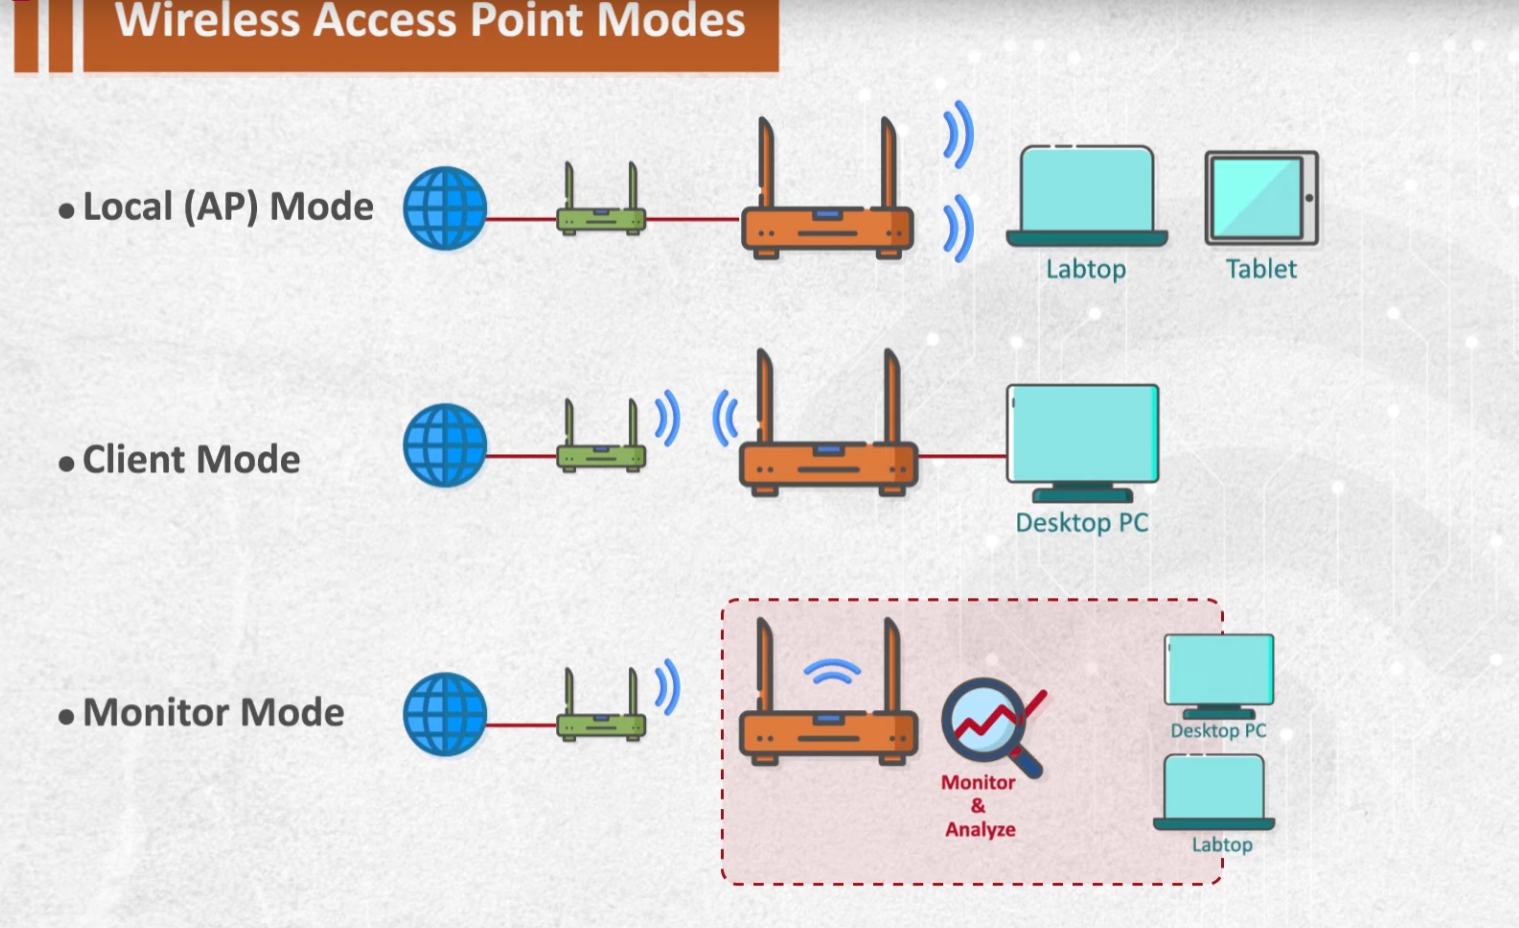 Wireless Access Point Modes
• Local (AP) Mode
Labtop
Tablet
• Client Mode
Desktop PC
• Monitor Mode
Monitor
&
Analyze
Desktop PC
Labtop